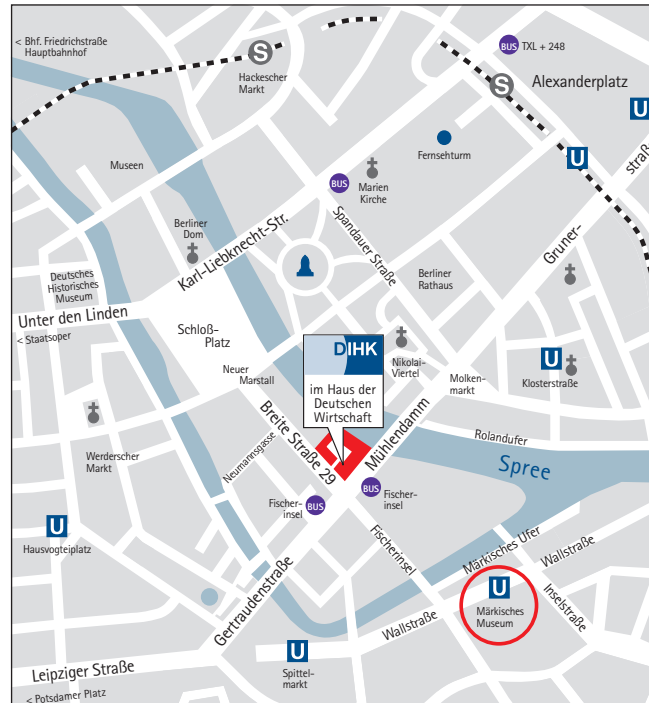 < Bhf. Friedrichstraße
Hauptbahnhof
S
Hackescher
Markt
BUS TXL + 248
S
Alexanderplatz
U
U
Fernsehturm
Museen
BUS
Marien
Kirche
straße
Gruner-
Spandauer Straße
Karl-Liebknecht-Str.
Berliner
Dom
Berliner
Rathaus
Deutsches
Historisches
Museum
Unter den Linden
< Staatsoper
Schloß-
Platz
DIHK
im Haus der
Deutschen
Wirtschaft
Nikolai-
Viertel
Molken-
markt
U
Klosterstraße
Neuer
Marstall
Breite Straße 29
Mühlendamm
Neumannsgasse
Rolandufer
Spree
Werderscher
Markt
BUS
Fischer-
insel
BUS
Fischer-
insel
U
Hausvogteiplatz
Fischerinsel
Märkisches Ufer
Wallstraße
Gertraudenstraße
U
Märkisches
Museum
Inselstraße
Wallstraße
U
Spittel-
markt
Leipziger Straße
< Potsdamer Platz